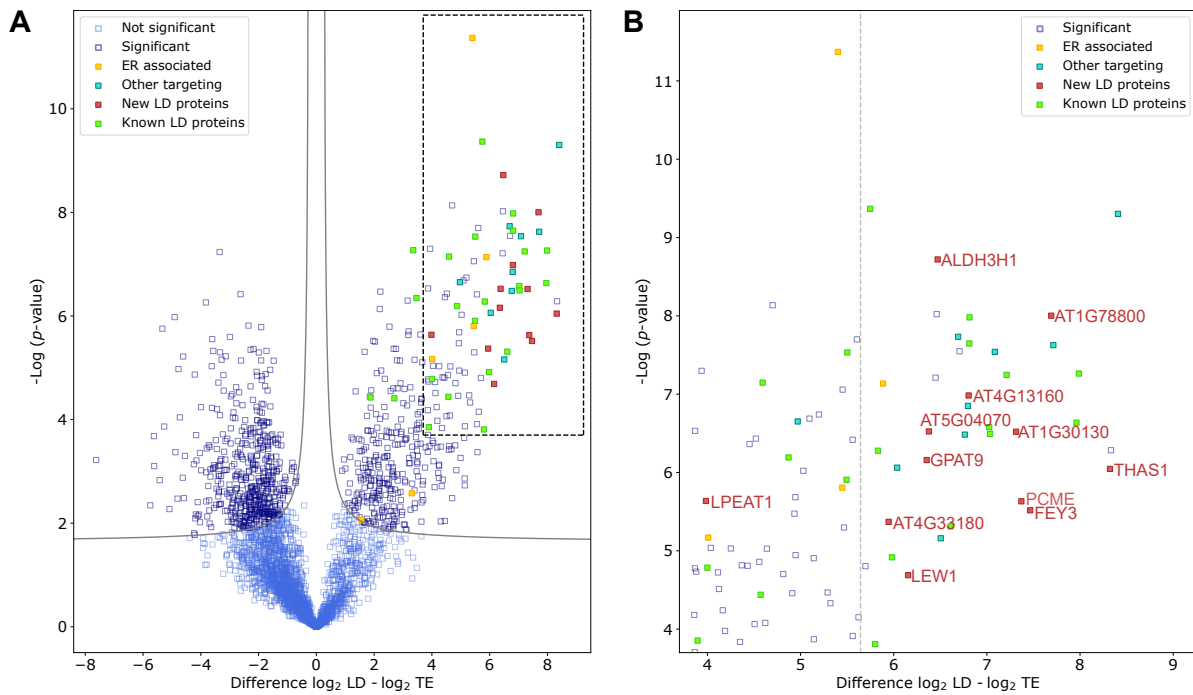 A
Not significant
Significant
ER associated
Other targeting
New LD proteins
Known LD proteins
10
8
6
4
2
0
-Log (p-value)
−8 −6 −4 −2 0 2 4 6 8
Difference log₂ LD - log₂ TE
B
Significant
ER associated
Other targeting
New LD proteins
Known LD proteins
11
10
9
8
7
6
5
4
-Log (p-value)
ALDH3H1
AT1G78800
AT4G13160
AT5G04070
AT1G30130
GPAT9
THAS1
LPEAT1
PCME
FEY3
AT4G33180
LEW1
4 5 6 7 8 9
Difference log₂ LD - log₂ TE